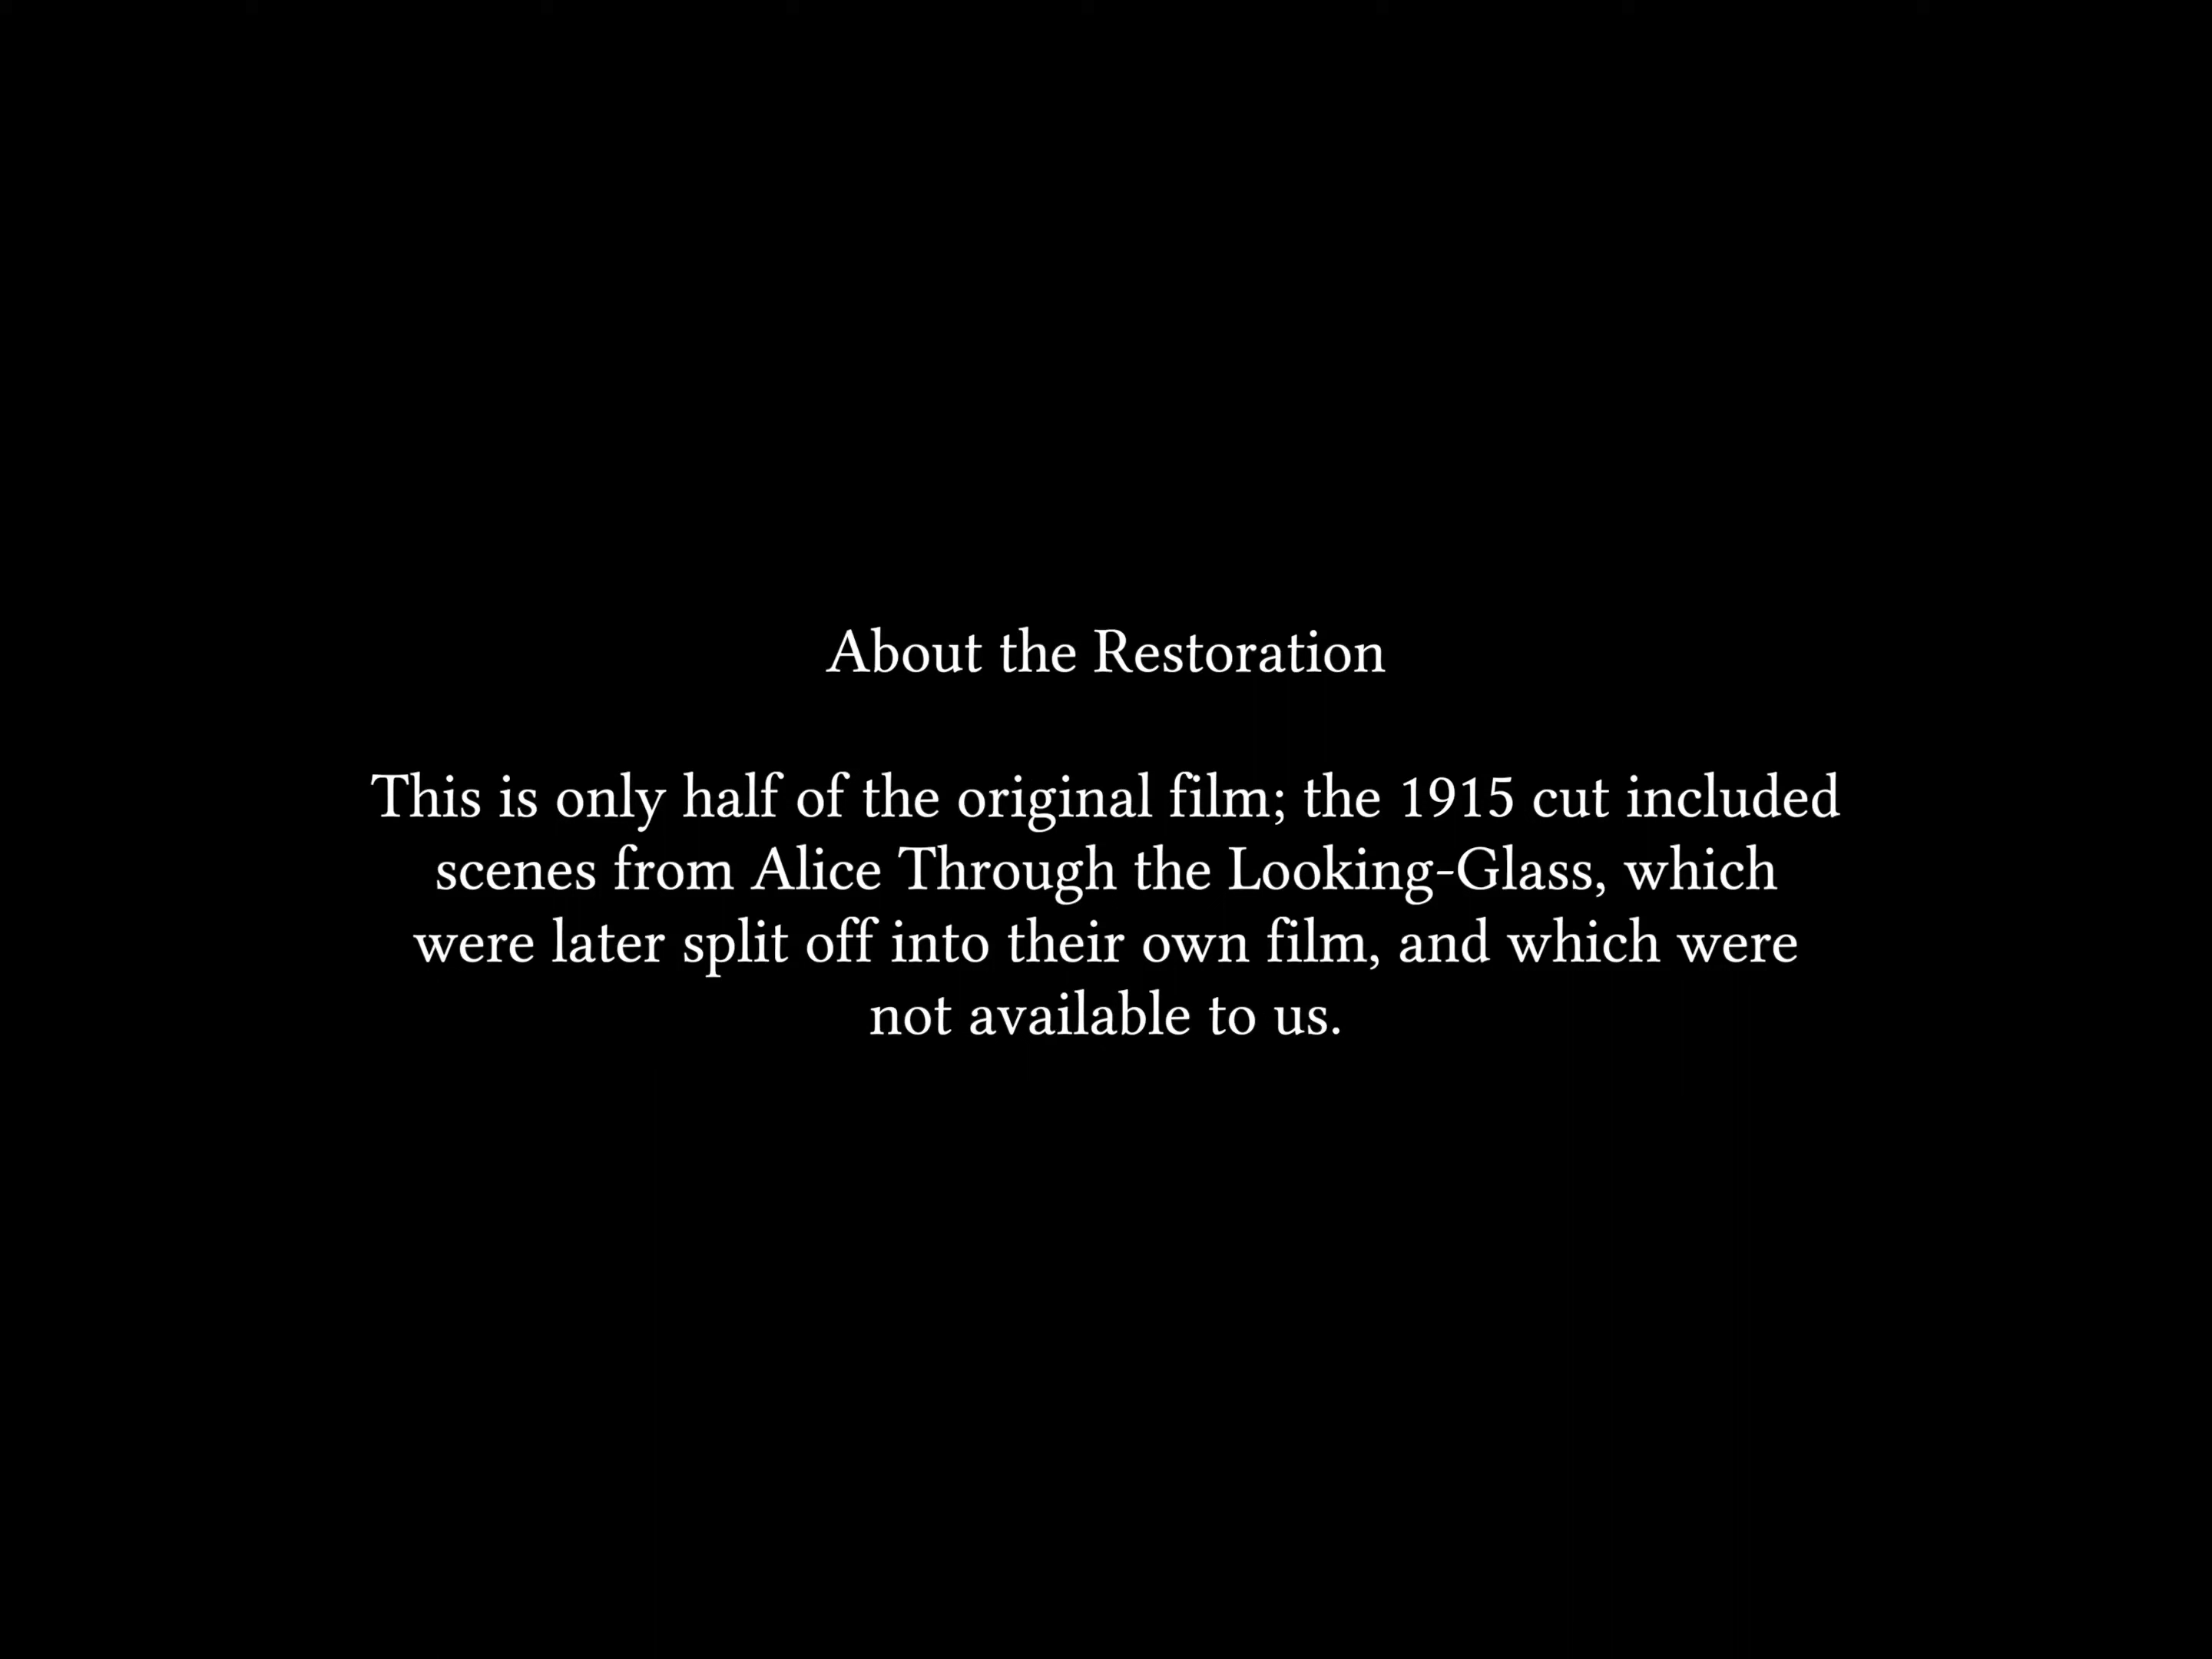 About the Restoration
This is only half of the original film; the 1915 cut included
scenes from Alice Through the Looking-Glass, which
were later split off into their own film, and which were
not available to us.